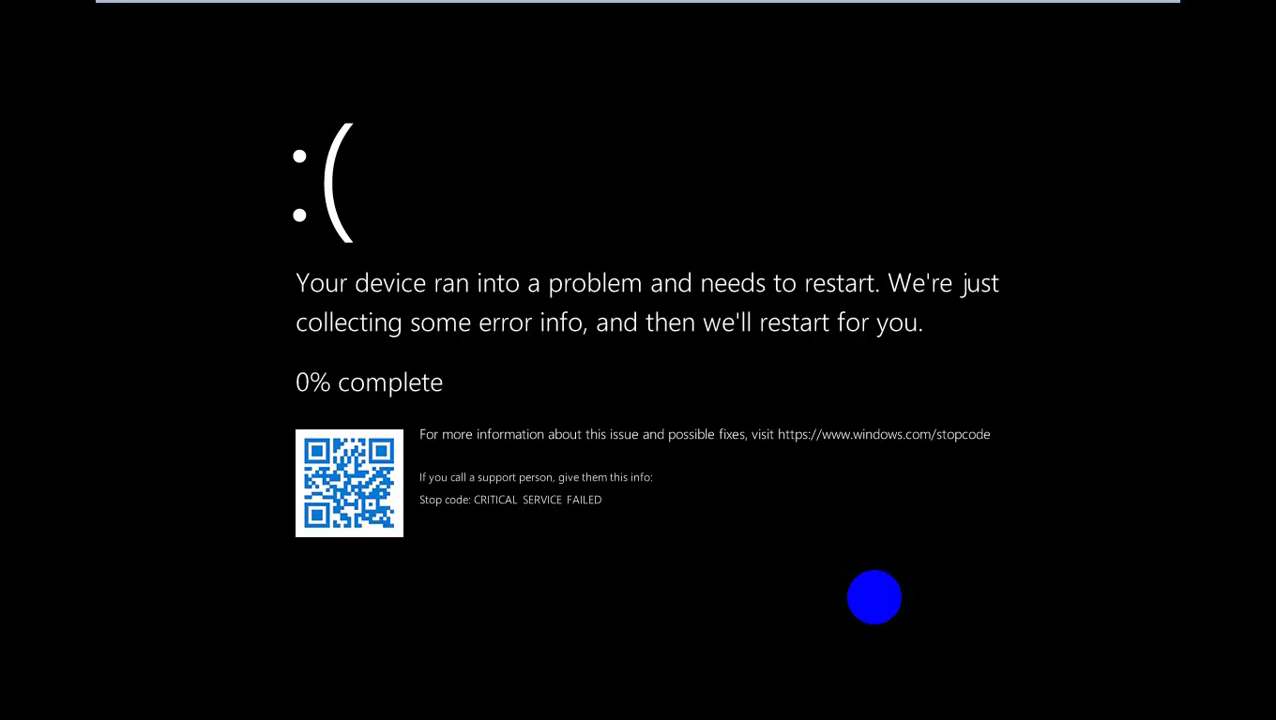 :(
Your device ran into a problem and needs to restart. We're just
collecting some error info, and then we'll restart for you.
0% complete
For more information about this issue and possible fixes, visit https://www.windows.com/stopcode
If you call a support person, give them this info:
Stop code: CRITICAL SERVICE FAILED